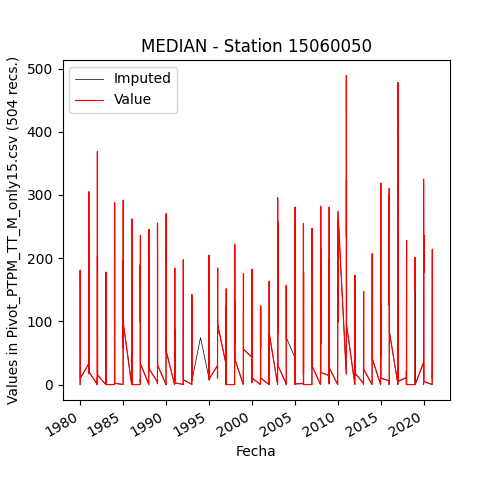 MEDIAN - Station 15060050
Imputed
Value
Values in Pivot_PTPM_TT_M_only15.csv (504 recs.)
500
400
300
200
100
0
1980 1985 1990 1995 2000 2005 2010 2015 2020
Fecha